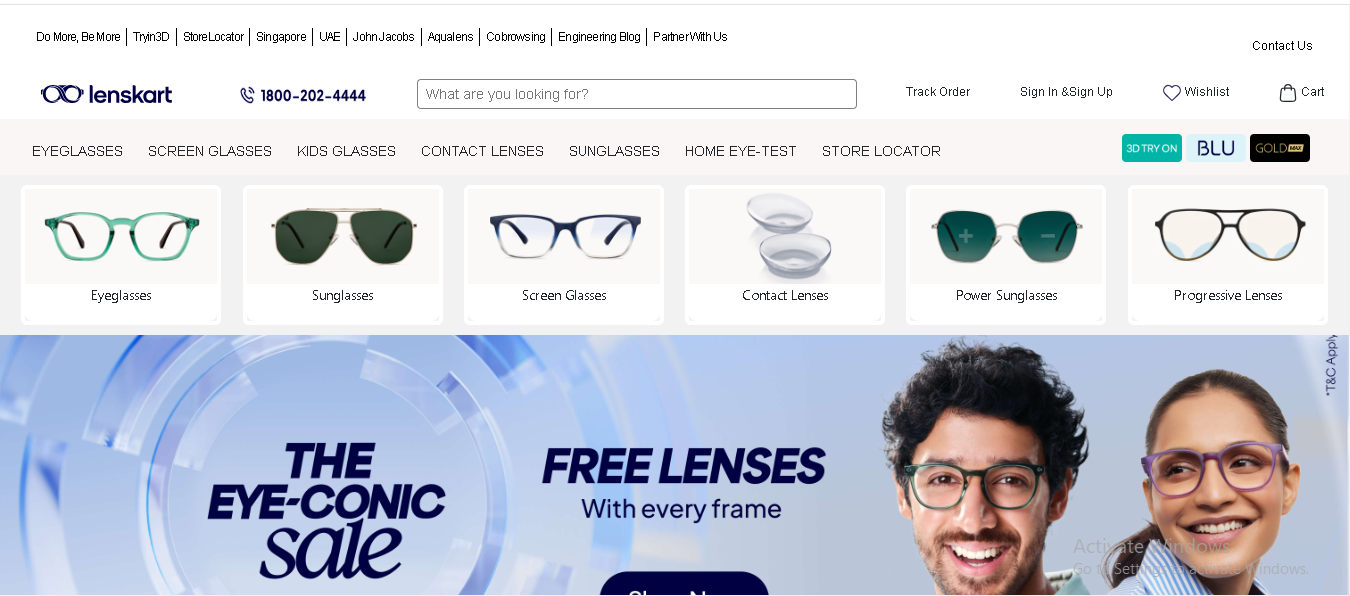 Do More, Be More | Tryin3D | StoreLocator | Singapore | UAE | John Jacobs | Aqualens | Cobrowsing | Engineering Blog | Partner With Us
Contact Us
lenskart
1800-202-4444
What are you looking for?
Track Order
Sign In &Sign Up
Wishlist
Cart
EYEGLASSES SCREEN GLASSES KIDS GLASSES CONTACT LENSES SUNGLASSES HOME EYE-TEST STORE LOCATOR
3D TRY ON
BLU
GOLD MAX
Eyeglasses
Sunglasses
Screen Glasses
Contact Lenses
Power Sunglasses
Progressive Lenses
*T&C Apply
THE
EYE-CONIC
sale
FREE LENSES
With every frame
Activate Windows
Go to Settings to activate Windows.